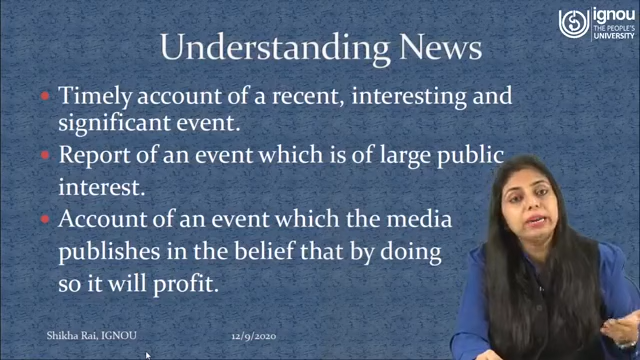 ignou
THE PEOPLE'S
UNIVERSITY
Understanding News
Timely account of a recent, interesting and
significant event.
Report of an event which is of large public
interest.
Account of an event which the media
publishes in the belief that by doing
so it will profit.
Shikha Rai, IGNOU
12/9/2020